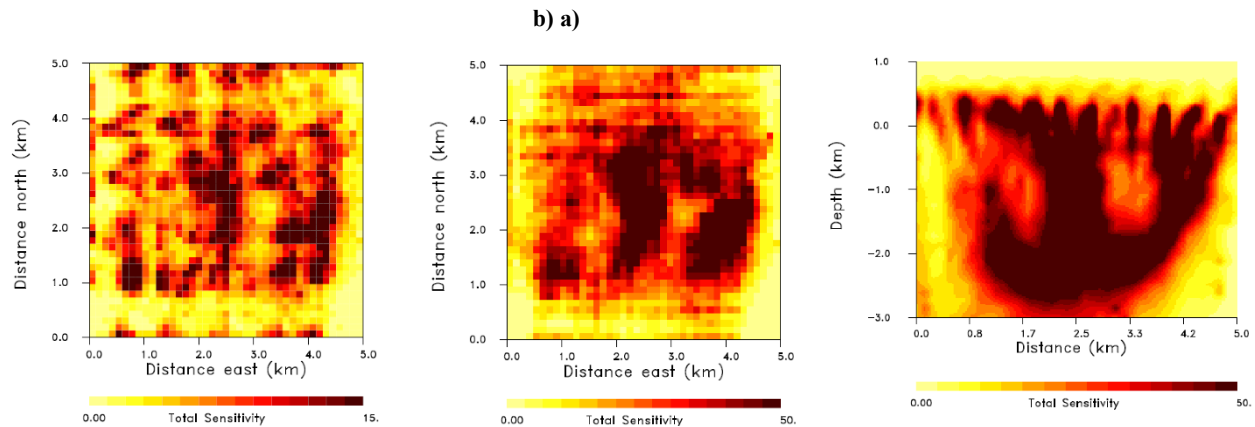 b) a)
5.0
4.0
3.0
2.0
1.0
0.0
Distance north (km)
0.0 1.0 2.0 3.0 4.0 5.0
Distance east (km)
0.00 Total Sensitivity 15.
5.0
4.0
3.0
2.0
1.0
0.0
Distance north (km)
0.0 1.0 2.0 3.0 4.0 5.0
Distance east (km)
0.00 Total Sensitivity 50.
1.0
0.0
−1.0
−2.0
−3.0
Depth (km)
0.0 0.8 1.7 2.5 3.3 4.2 5.0
Distance (km)
0.00 Total Sensitivity 50.